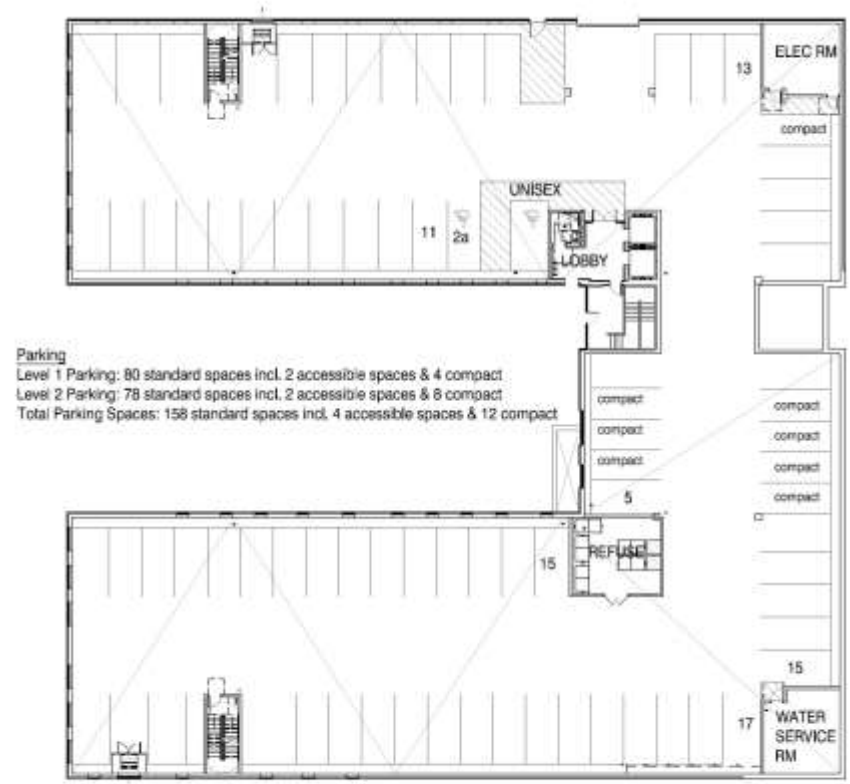 ELEC RM
13
compact
UNISEX
11
2a
LOBBY
Parking
Level 1 Parking: 80 standard spaces incl. 2 accessible spaces & 4 compact
Level 2 Parking: 78 standard spaces incl. 2 accessible spaces & 8 compact
Total Parking Spaces: 158 standard spaces incl. 4 accessible spaces & 12 compact
compact
compact
compact
compact
compact
compact
compact
5
15
REFUSE
15
17
WATER
SERVICE
RM